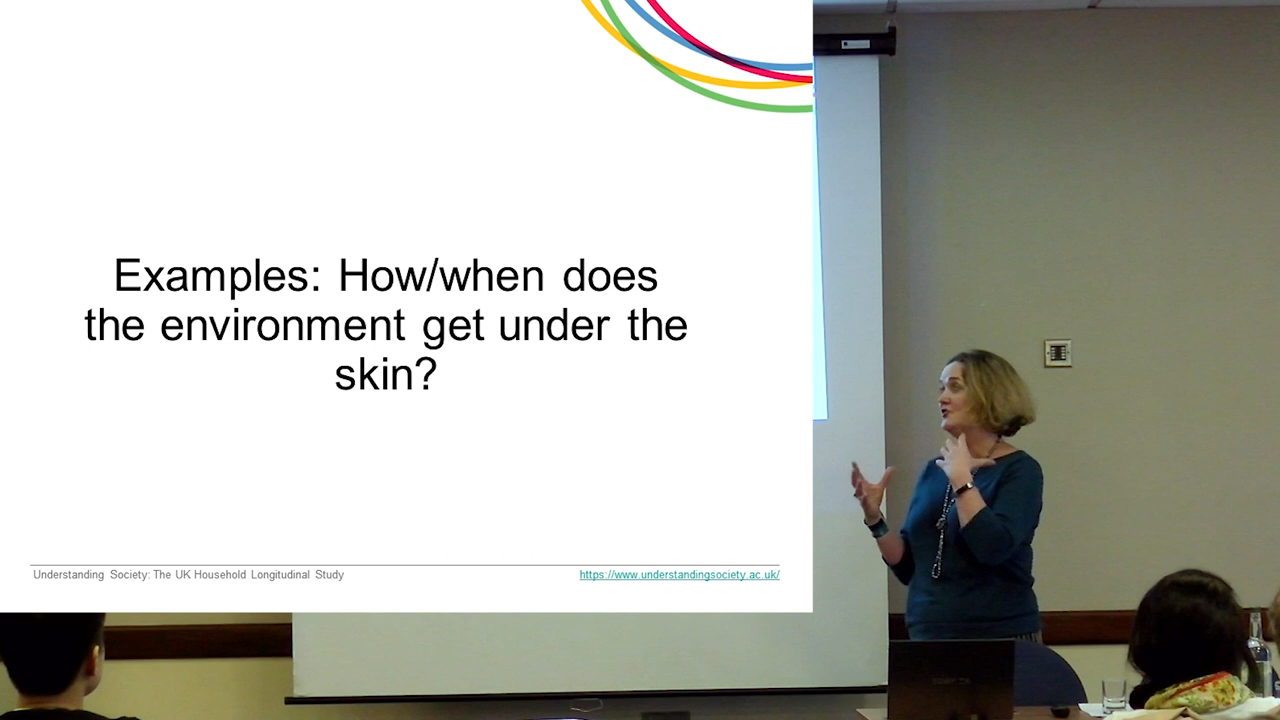 Examples: How/when does
the environment get under the
skin?
Understanding Society: The UK Household Longitudinal Study
https://www.understandingsociety.ac.uk/